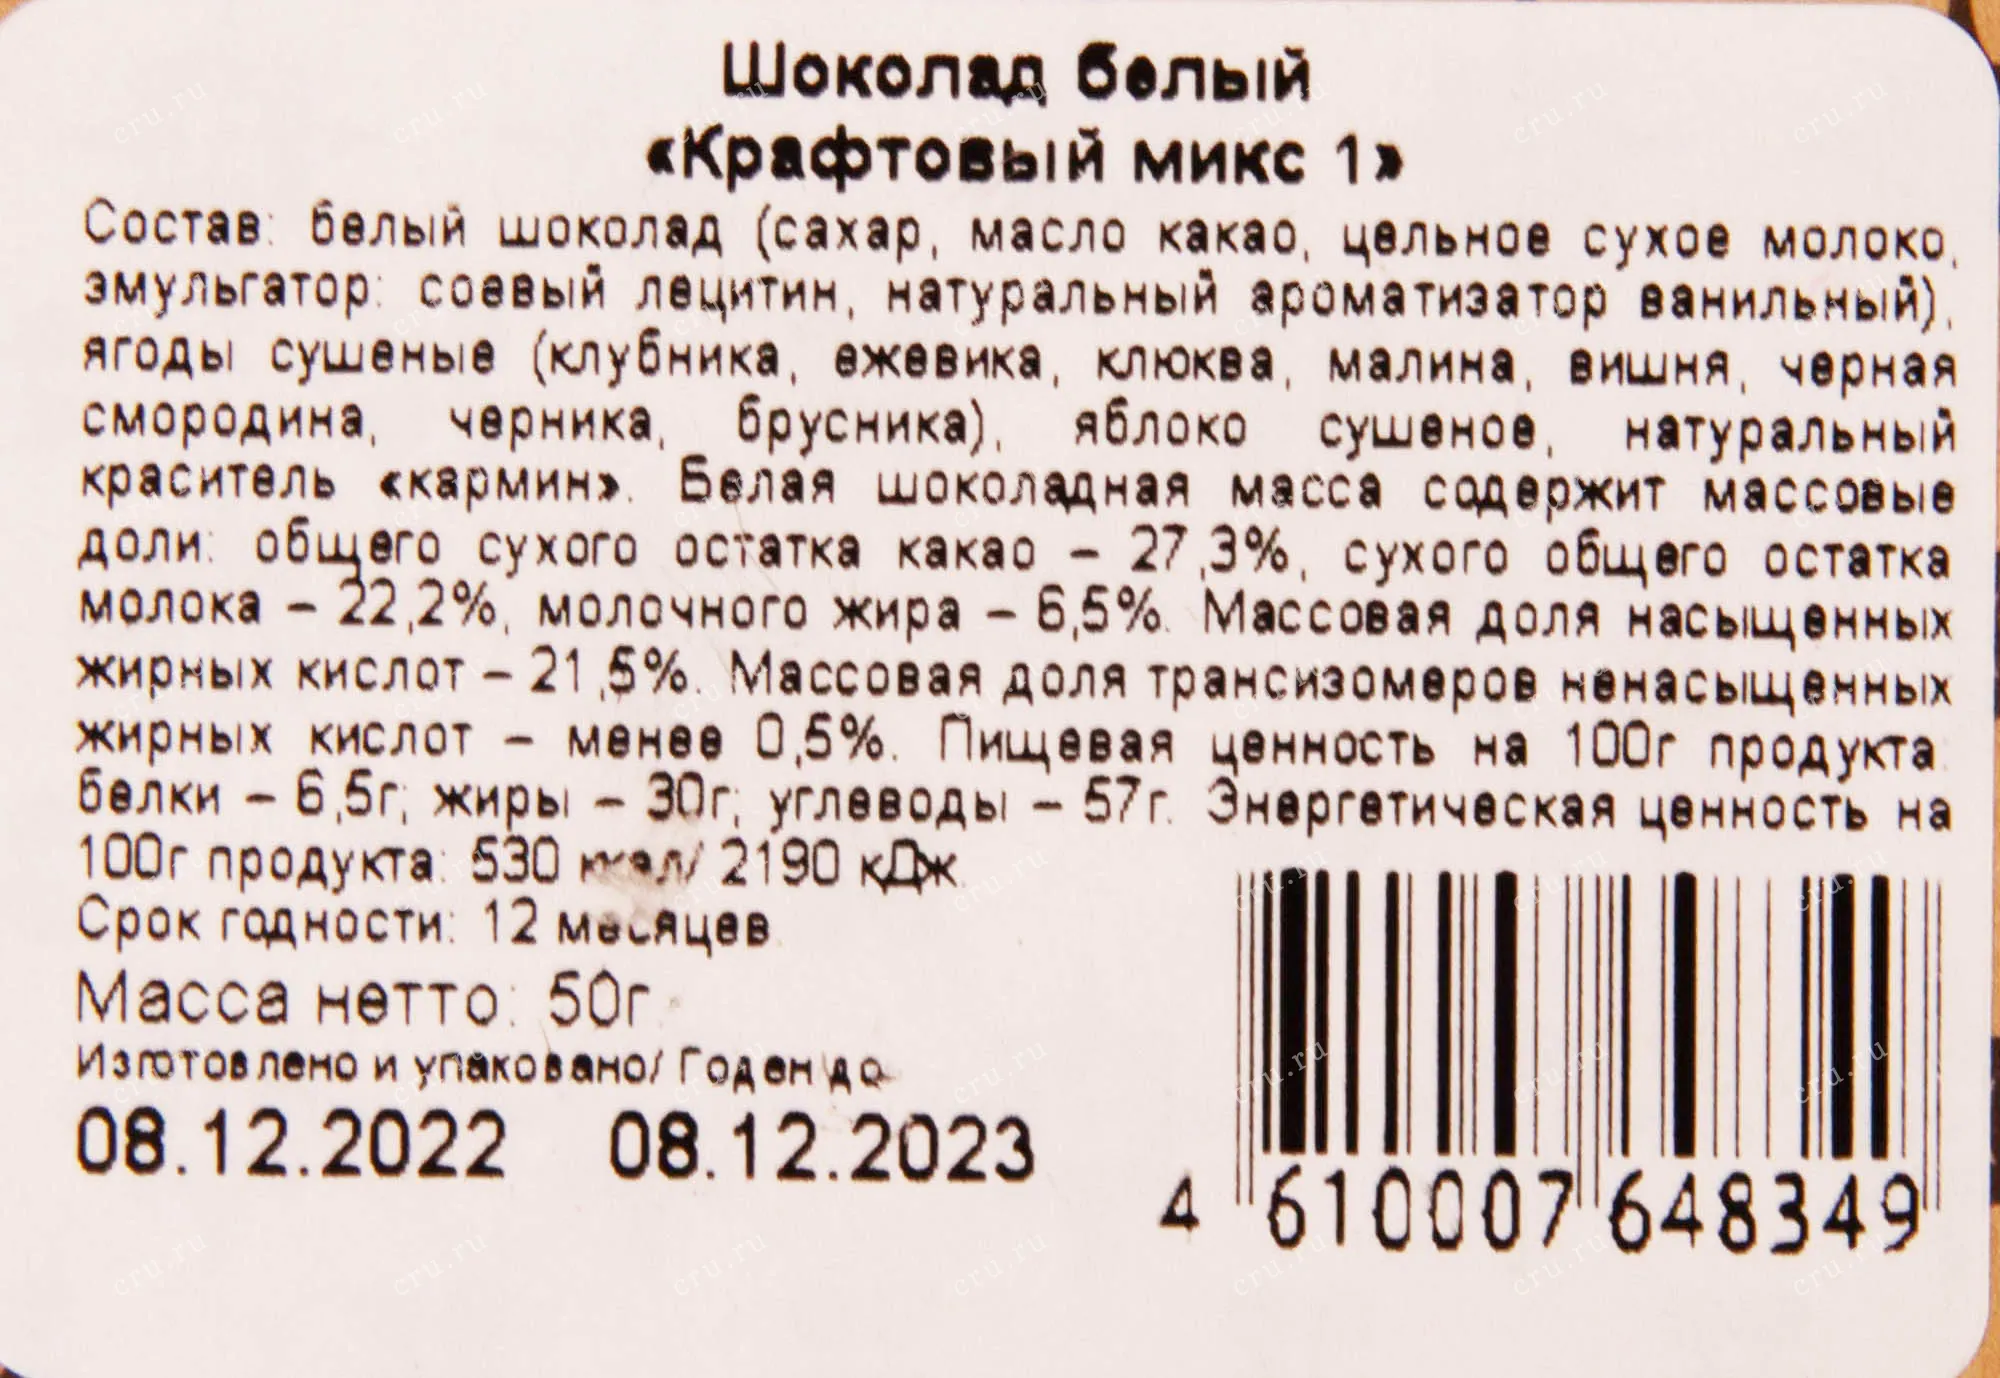 Шоколад белый
«Крафтовый микс 1»
Состав: белый шоколад (сахар, масло какао, цельное сухое молоко,
эмульгатор: соевый лецитин, натуральный ароматизатор ванильный),
ягоды сушеные (клубника, ежевика, клюква, малина, вишня, черная
смородина, черника, брусника), яблоко сушеное, натуральный
краситель «кармин». Белая шоколадная масса содержит массовые
доли: общего сухого остатка какао – 27,3%, сухого общего остатка
молока – 22,2%, молочного жира – 6,5%. Массовая доля насыщенных
жирных кислот – 21,5%. Массовая доля трансизомеров ненасыщенных
жирных кислот – менее 0,5%. Пищевая ценность на 100г продукта:
белки – 6,5г; жиры – 30г; углеводы – 57г. Энергетическая ценность на
100г продукта: 530 ккал/ 2190 кДж.
Срок годности: 12 месяцев.
Масса нетто: 50г.
Изготовлено и упаковано/ Годен до
08.12.2022 08.12.2023
4 610007 648349